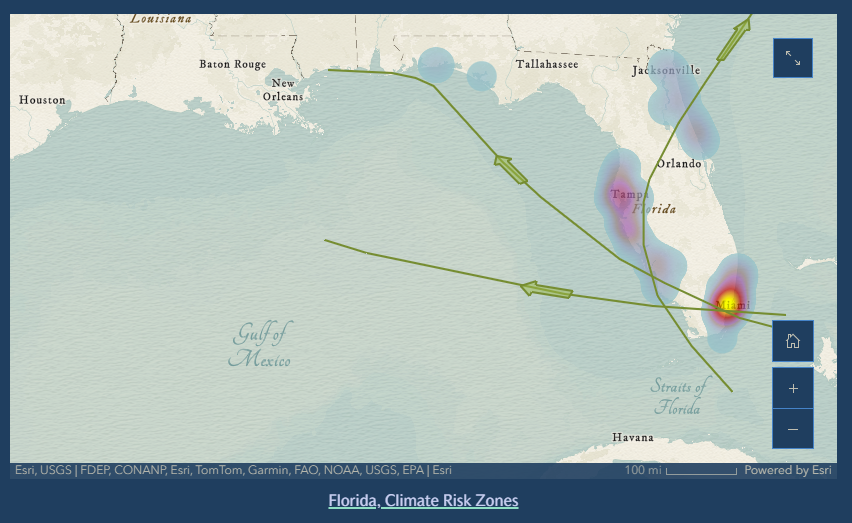 Louisiana
Baton Rouge
Tallahassee
Jacksonville
New
Orleans
Houston
Orlando
Tampa
Florida
Miami
Gulf of
Mexico
Straits of
Florida
Havana
Esri, USGS | FDEP, CONANP, Esri, TomTom, Garmin, FAO, NOAA, USGS, EPA | Esri
100 mi
Powered by Esri
Florida, Climate Risk Zones